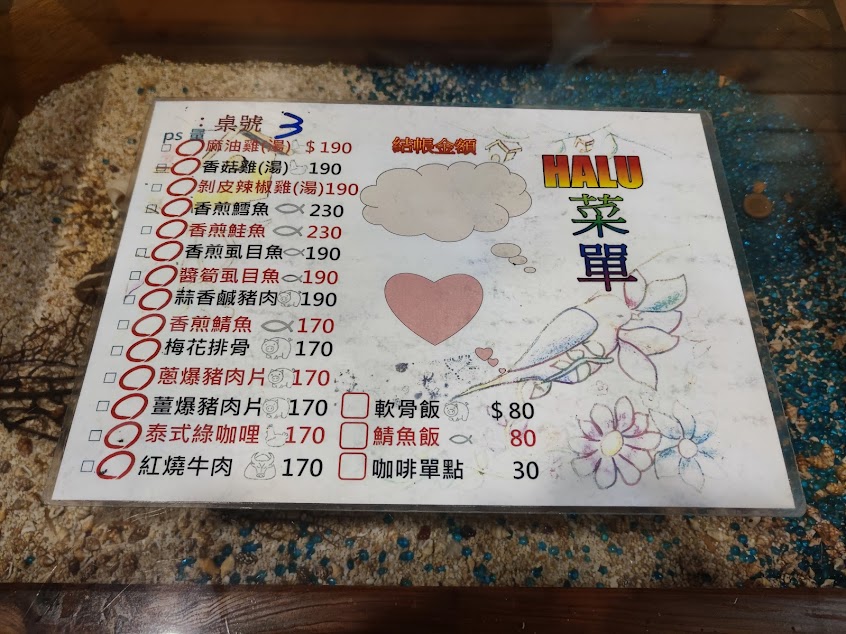 ：桌號 3
ps 量
麻油雞(湯) $190
香菇雞(湯) 190
剝皮辣椒雞(湯)190
香煎鱈魚 230
香煎鮭魚 230
香煎虱目魚 190
醬筍虱目魚 190
蒜香鹹豬肉 190
香煎鯖魚 170
梅花排骨 170
蔥爆豬肉片 170
薑爆豬肉片 170
泰式綠咖哩 170
紅燒牛肉 170
軟骨飯 $80
鯖魚飯 80
咖啡單點 30
結帳金額
HALU
菜
單